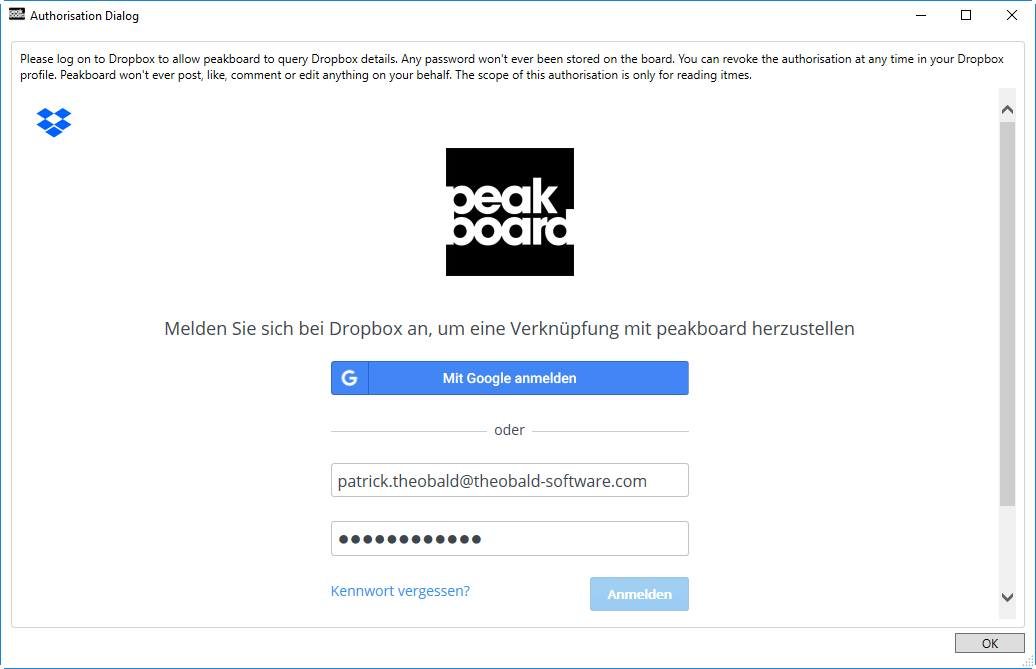 peak
board
Authorisation Dialog
Please log on to Dropbox to allow peakboard to query Dropbox details. Any password won't ever been stored on the board. You can revoke the authorisation at any time in your Dropbox
profile. Peakboard won't ever post, like, comment or edit anything on your behalf. The scope of this authorisation is only for reading itmes.
peak
board
Melden Sie sich bei Dropbox an, um eine Verknüpfung mit peakboard herzustellen
G Mit Google anmelden
oder
patrick.theobald@theobald-software.com
●●●●●●●●●●●●
Kennwort vergessen?
Anmelden
OK